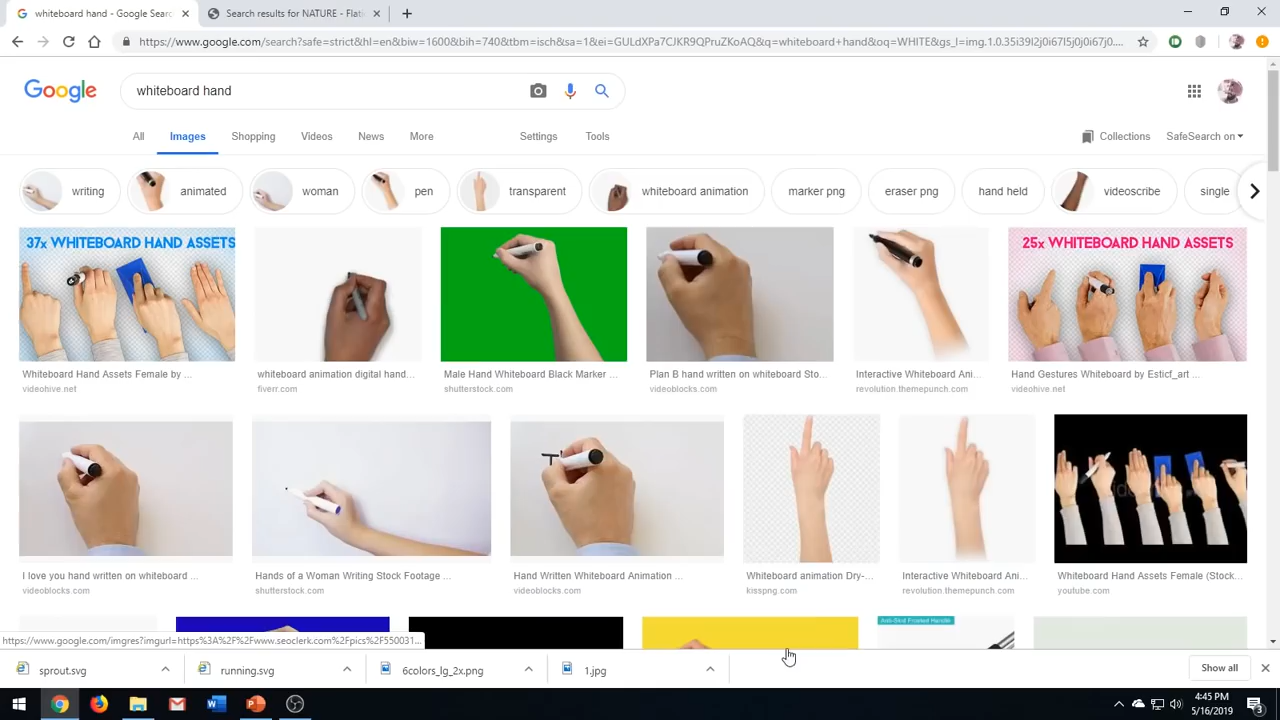 whiteboard hand - Google Searc
Search results for NATURE - Flat
https://www.google.com/search?safe=strict&hl=en&biw=1600&bih=740&tbm=isch&sa=1&ei=GULdXPa7CJKR9QPruZKoAQ&q=whiteboard+hand&oq=WHITE&gs_l=img.1.0.35i39l2j0i67l5j0j0i67j0....
Google
whiteboard hand
All Images Shopping Videos News More Settings Tools
Collections SafeSearch on
writing animated woman pen transparent whiteboard animation marker png eraser png hand held videoscribe single
37x WHITEBOARD HAND ASSETS
25x WHITEBOARD HAND ASSETS
Whiteboard Hand Assets Female by ...
videohive.net
whiteboard animation digital hand...
fiverr.com
Male Hand Whiteboard Black Marker ...
shutterstock.com
Plan B hand written on whiteboard Sto...
videoblocks.com
Interactive Whiteboard Ani...
revolution.themepunch.com
Hand Gestures Whiteboard by Esticf_art ...
videohive.net
I love you hand written on whiteboard ...
videoblocks.com
Hands of a Woman Writing Stock Footage ...
shutterstock.com
Hand Written Whiteboard Animation ...
videoblocks.com
Whiteboard animation Dry-...
kisspng.com
Interactive Whiteboard Ani...
revolution.themepunch.com
Whiteboard Hand Assets Female (Stock...
youtube.com
Anti-Skid Frosted Handle
https://www.google.com/imgres?imgurl=https%3A%2F%2Fwww.seoclerk.com%2Fpics%2F550031...
sprout.svg
running.svg
6colors_lg_2x.png
1.jpg
Show all
4:45 PM
5/16/2019
3